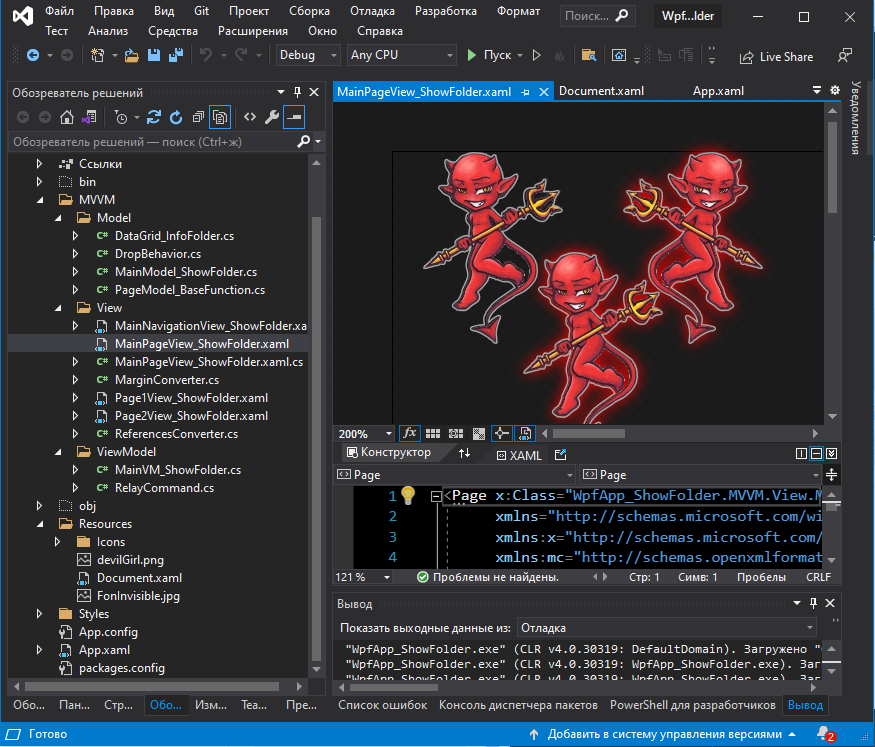 Файл Правка Вид Git Проект Сборка Отладка Разработка Формат
Поиск...
Wpf...lder
Тест Анализ Средства Расширения Окно Справка
Debug Any CPU Пуск Live Share
Обозреватель решений
Обозреватель решений — поиск (Ctrl+ж)
Ссылки
bin
MVVM
Model
C# DataGrid_InfoFolder.cs
C# DropBehavior.cs
C# MainModel_ShowFolder.cs
C# PageModel_BaseFunction.cs
View
MainNavigationView_ShowFolder.xa
MainPageView_ShowFolder.xaml
C# MainPageView_ShowFolder.xaml.cs
C# MarginConverter.cs
Page1View_ShowFolder.xaml
Page2View_ShowFolder.xaml
C# ReferencesConverter.cs
ViewModel
C# MainVM_ShowFolder.cs
C# RelayCommand.cs
obj
Resources
Icons
devilGirl.png
Document.xaml
FonInvisible.jpg
Styles
App.config
App.xaml
packages.config
Обо... Пан... Стр... Обо... Изм... Tea... Пре...
MainPageView_ShowFolder.xaml Document.xaml App.xaml
Уведомления
200% fx
Конструктор XAML
Page Page
1 <Page x:Class="WpfApp_ShowFolder.MVVM.View.M
2 xmlns="http://schemas.microsoft.com/wi
3 xmlns:x="http://schemas.microsoft.com/
4 xmlns:mc="http://schemas.openxmlformat
121 % Проблемы не найдены. Стр: 1 Симв: 1 Пробелы CRLF
Вывод
Показать выходные данные из: Отладка
"WpfApp_ShowFolder.exe" (CLR v4.0.30319: DefaultDomain). Загружено "
"WpfApp_ShowFolder.exe" (CLR v4.0.30319: WpfApp_ShowFolder.exe). Заг
"WpfApp_ShowFolder.exe" (CLR v4.0.30319: WpfApp_ShowFolder.exe). Заг
Список ошибок Консоль диспетчера пакетов PowerShell для разработчиков Вывод
Готово Добавить в систему управления версиями 2